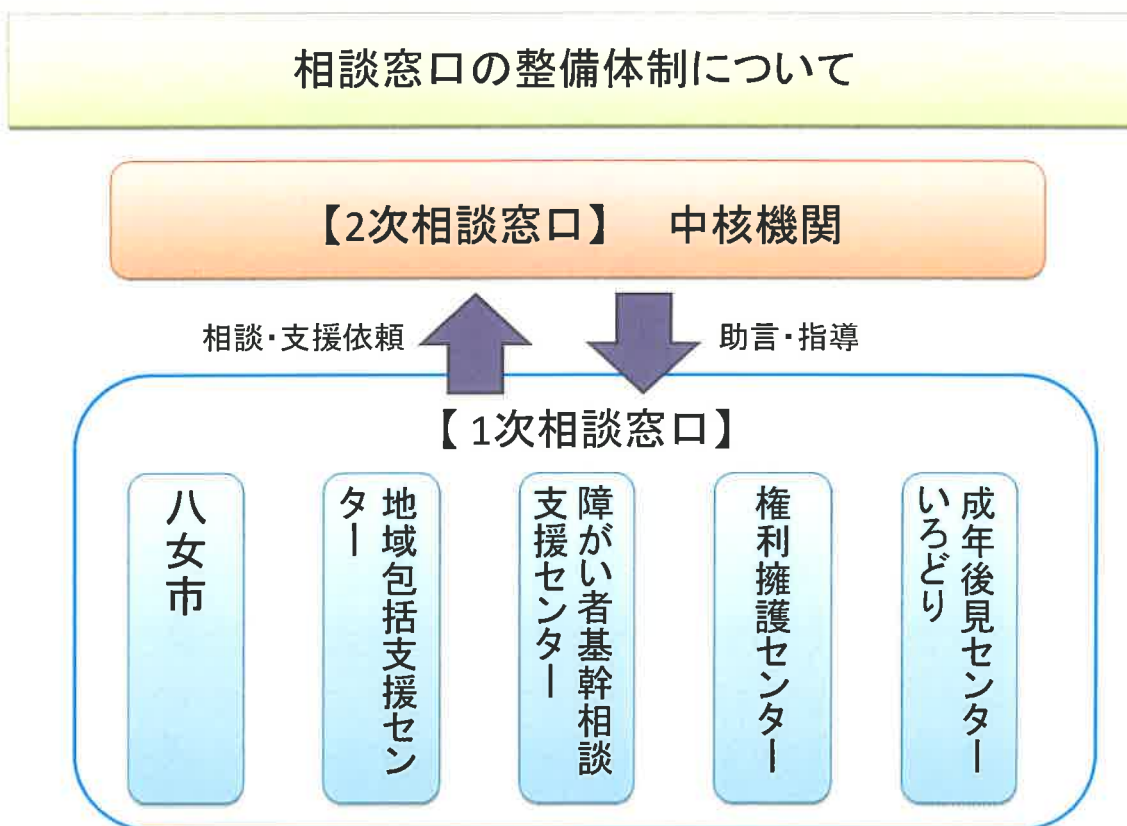 相談窓口の整備体制について
【2次相談窓口】　中核機関
相談・支援依頼
助言・指導
【1次相談窓口】
八女市
地域包括支援セン
ター
障がい者基幹相談
支援センター
権利擁護センター
成年後見センター
いろどり